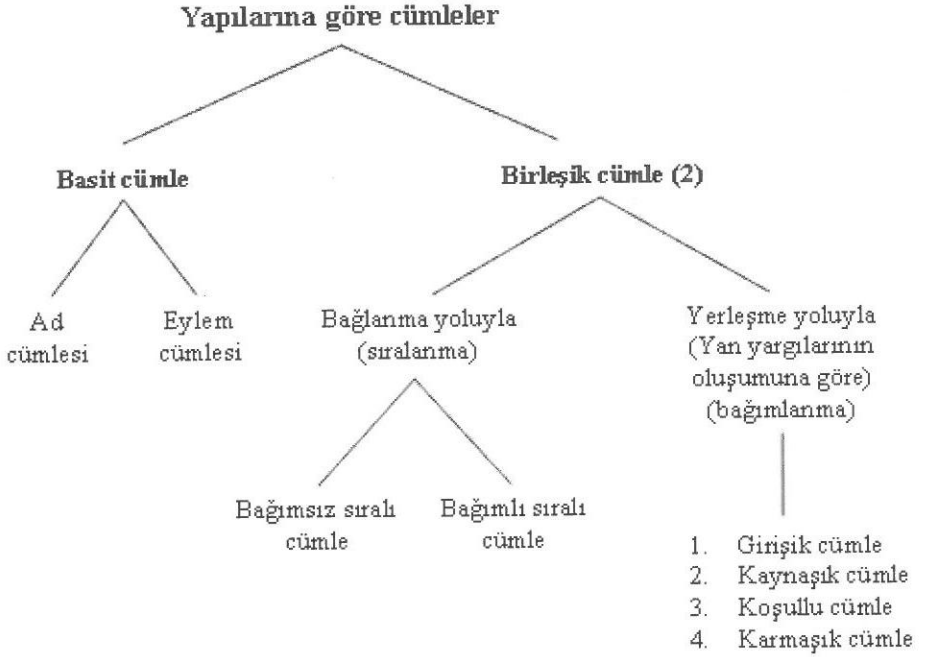 Yapılarına göre cümleler
Basit cümle
Birleşik cümle (2)
Ad
cümlesi
Eylem
cümlesi
Bağlanma yoluyla
(sıralanma)
Yerleşme yoluyla
(Yan yargılarının
oluşumuna göre)
(bağımlanma)
Bağımsız sıralı
cümle
Bağımlı sıralı
cümle
1. Girişik cümle
2. Kaynaşık cümle
3. Koşullu cümle
4. Karmaşık cümle